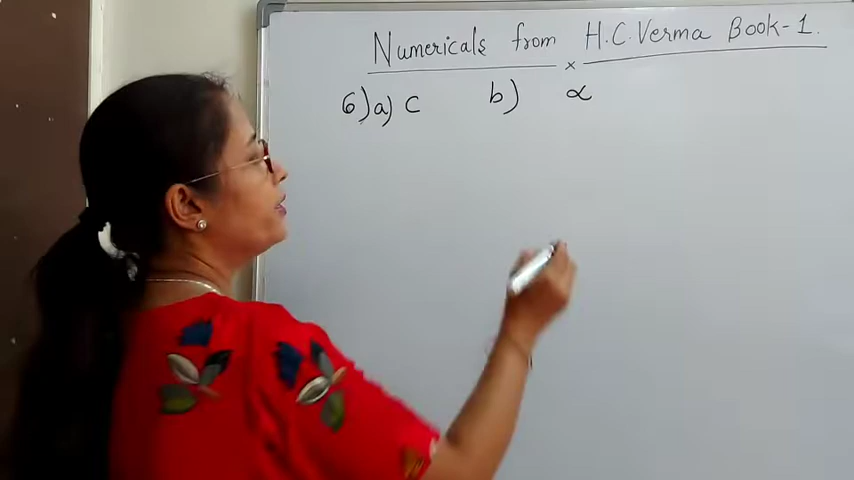 Numericals from H.C.Verma Book-1.
6) a) C b) α